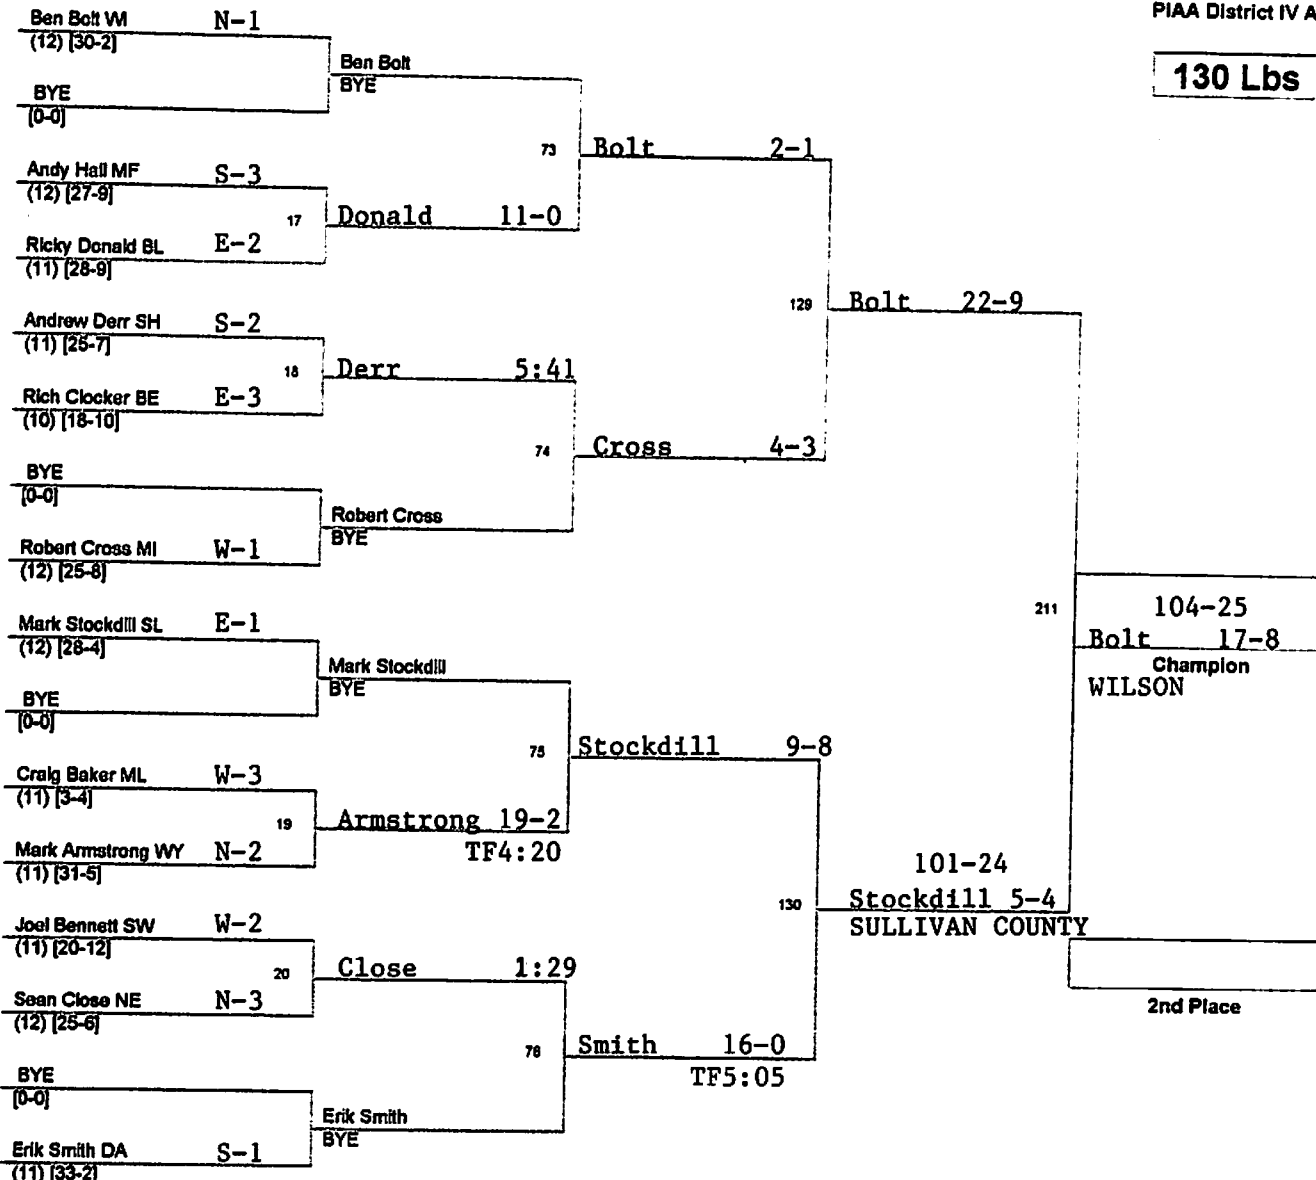 PIAA District IV A
130 Lbs
Ben Bolt WI N-1
(12) [30-2]
Ben Bolt
BYE
BYE
[0-0]
73 Bolt 2-1
Andy Hall MF S-3
(12) [27-9]
17 Donald 11-0
Ricky Donald BL E-2
(11) [28-9]
129 Bolt 22-9
Andrew Derr SH S-2
(11) [25-7]
18 Derr 5:41
Rich Clocker BE E-3
(10) [18-10]
74 Cross 4-3
BYE
[0-0]
Robert Cross
BYE
Robert Cross MI W-1
(12) [25-8]
211
104-25
Bolt 17-8
Champion
WILSON
Mark Stockdill SL E-1
(12) [28-4]
Mark Stockdill
BYE
BYE
[0-0]
75 Stockdill 9-8
Craig Baker ML W-3
(11) [3-4]
19 Armstrong 19-2
TF4:20
Mark Armstrong WY N-2
(11) [31-5]
101-24
130 Stockdill 5-4
SULLIVAN COUNTY
Joel Bennett SW W-2
(11) [20-12]
20 Close 1:29
Sean Close NE N-3
(12) [25-6]
2nd Place
76 Smith 16-0
TF5:05
BYE
[0-0]
Erik Smith
BYE
Erik Smith DA S-1
(11) [33-2]